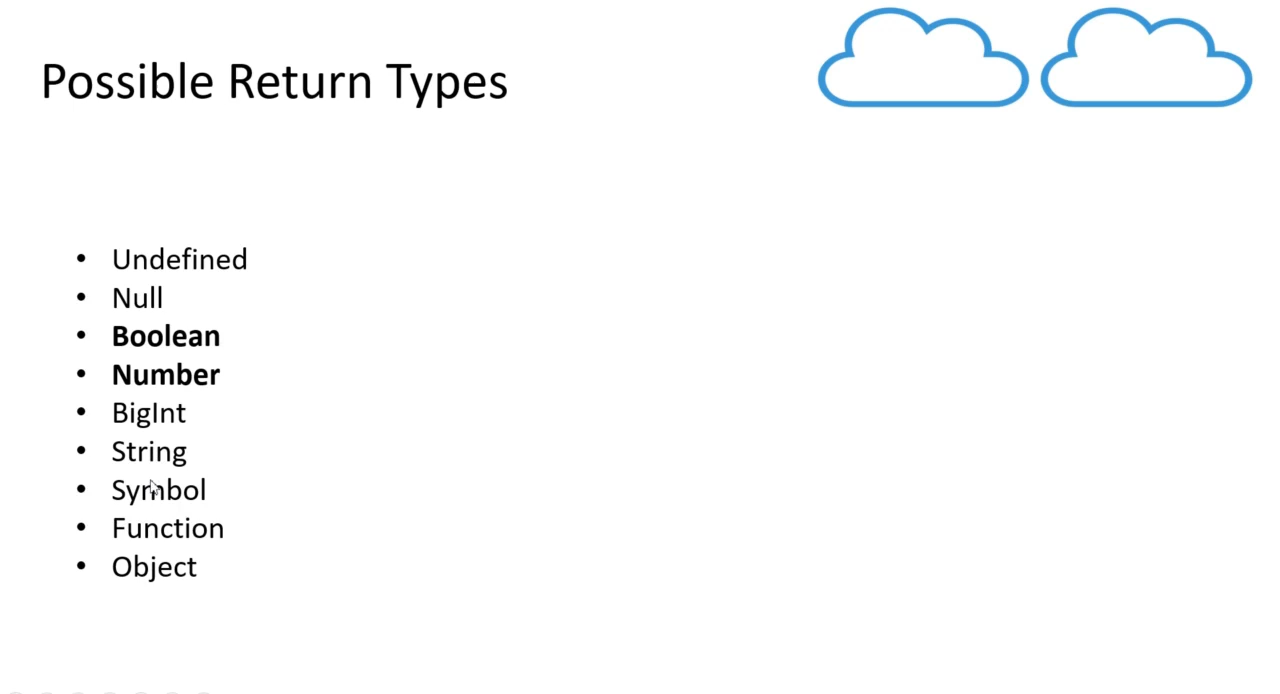 Possible Return Types
• Undefined
• Null
• Boolean
• Number
• BigInt
• String
• Symbol
• Function
• Object